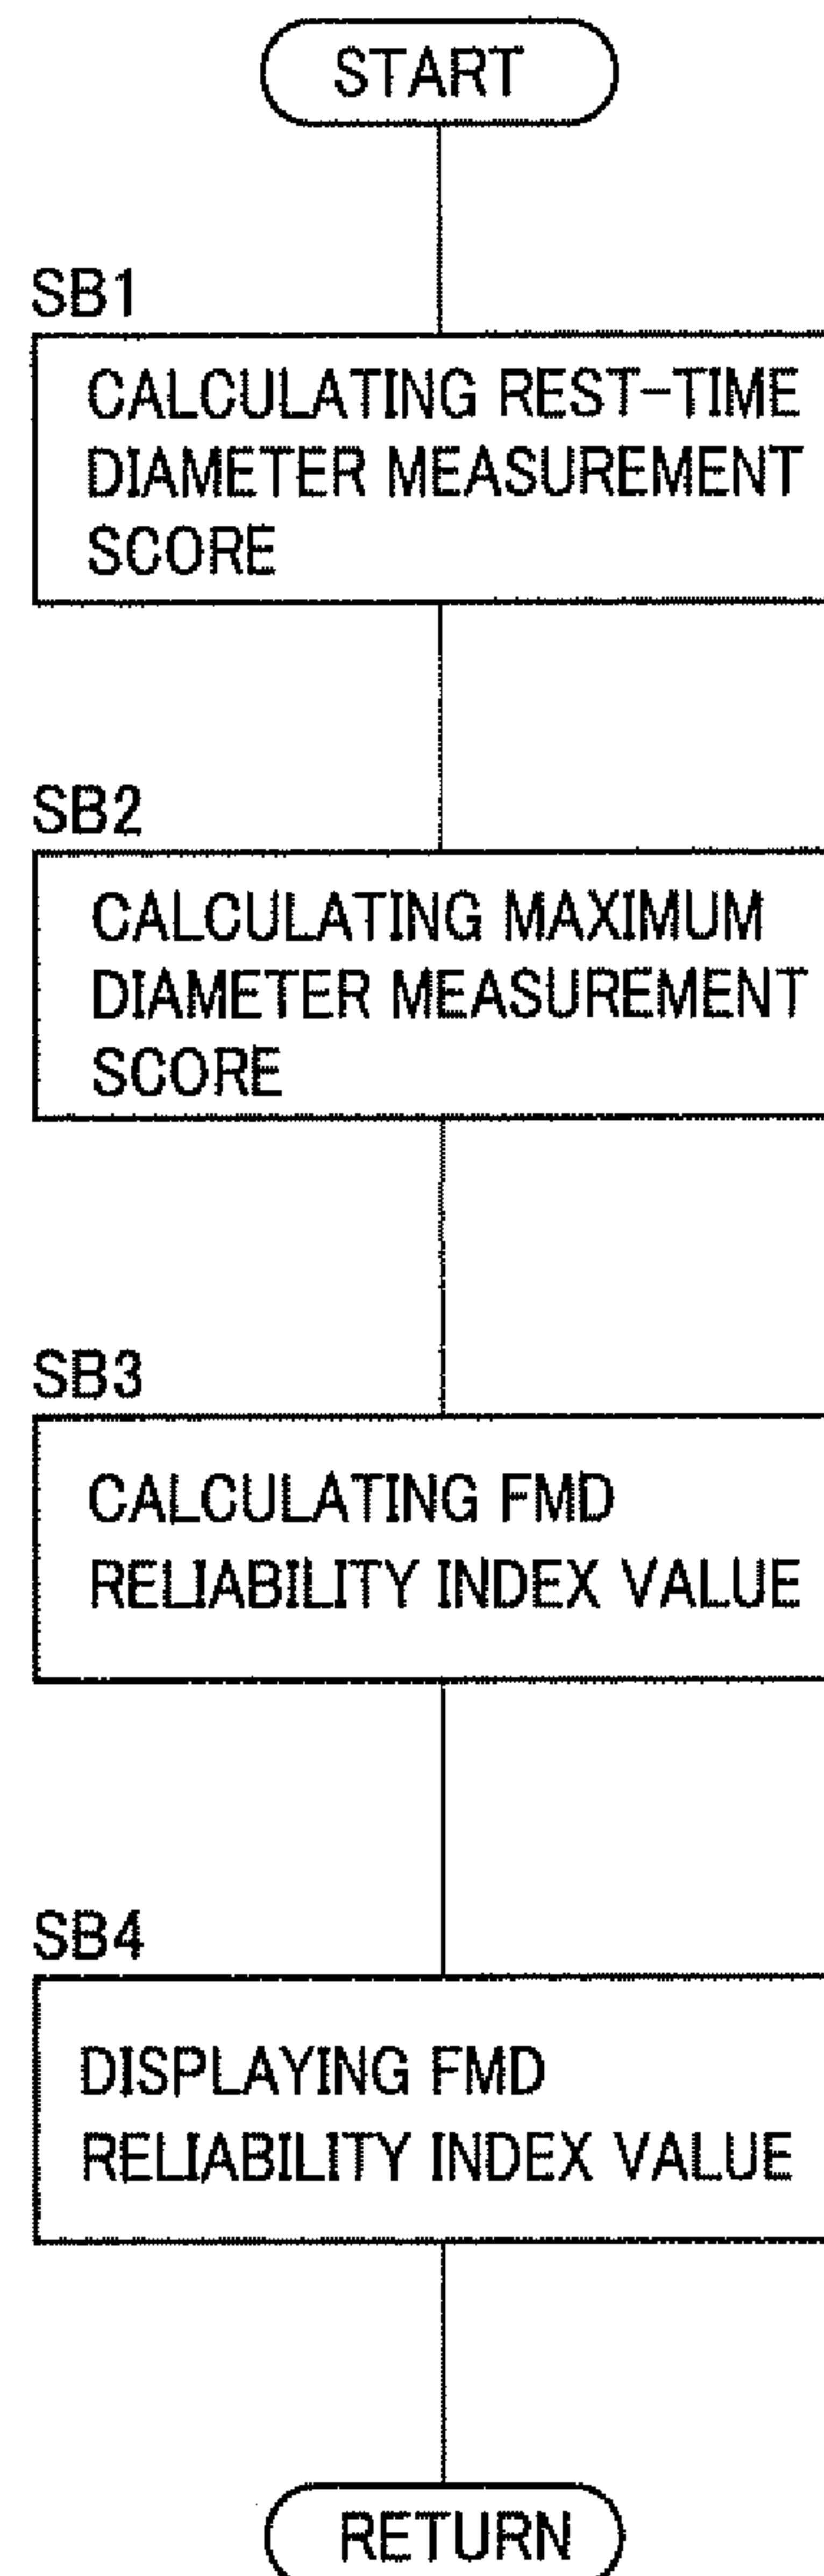 START
SB1
CALCULATING REST-TIME
DIAMETER MEASUREMENT
SCORE
SB2
CALCULATING MAXIMUM
DIAMETER MEASUREMENT
SCORE
SB3
CALCULATING FMD
RELIABILITY INDEX VALUE
SB4
DISPLAYING FMD
RELIABILITY INDEX VALUE
RETURN